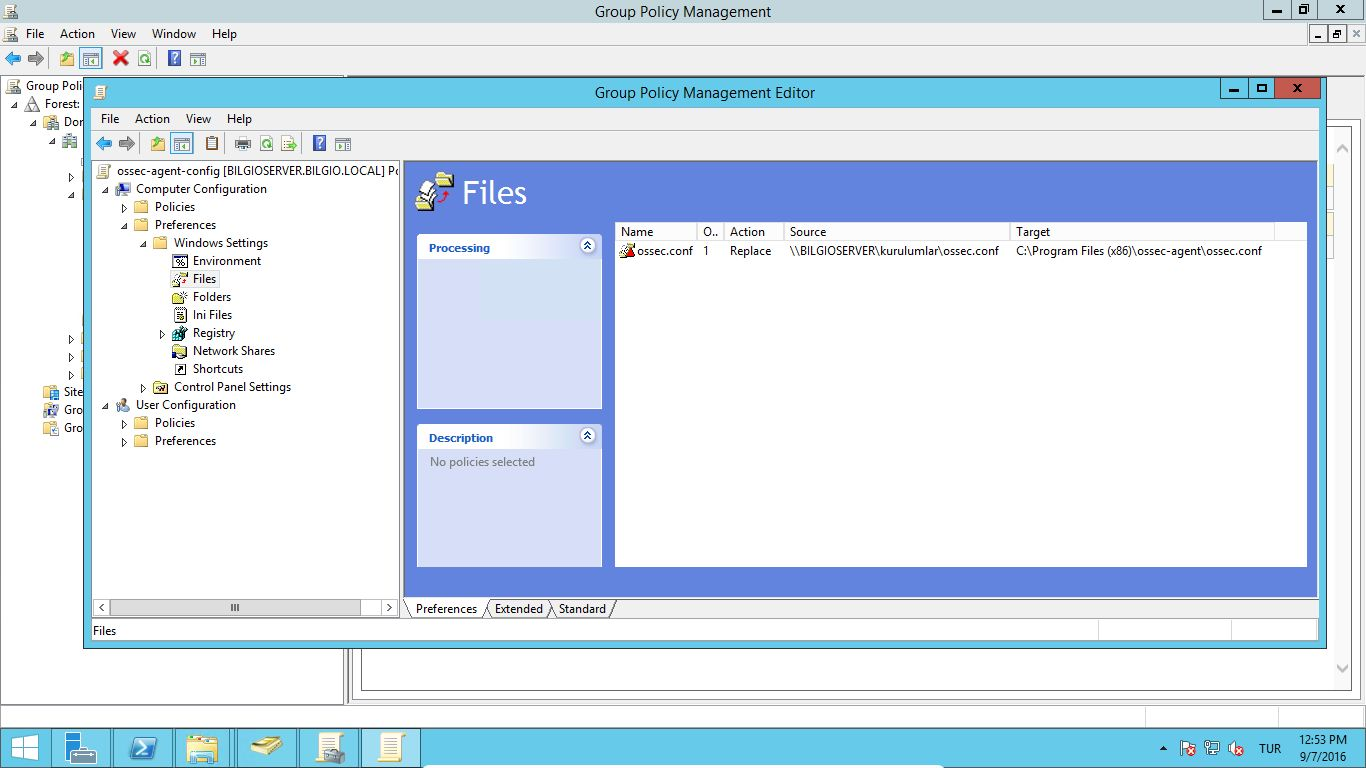 Group Policy Management
File Action View Window Help
Group Poli
Forest:
Dor
Site
Gro
Gro
Group Policy Management Editor
File Action View Help
ossec-agent-config [BILGIOSERVER.BILGIO.LOCAL] Po
Computer Configuration
Policies
Preferences
Windows Settings
Environment
Files
Folders
Ini Files
Registry
Network Shares
Shortcuts
Control Panel Settings
User Configuration
Policies
Preferences
Files
Processing
Description
No policies selected
Name O.. Action Source Target
ossec.conf 1 Replace \\BILGIOSERVER\kurulumlar\ossec.conf C:\Program Files (x86)\ossec-agent\ossec.conf
Preferences Extended Standard
Files
TUR
12:53 PM
9/7/2016